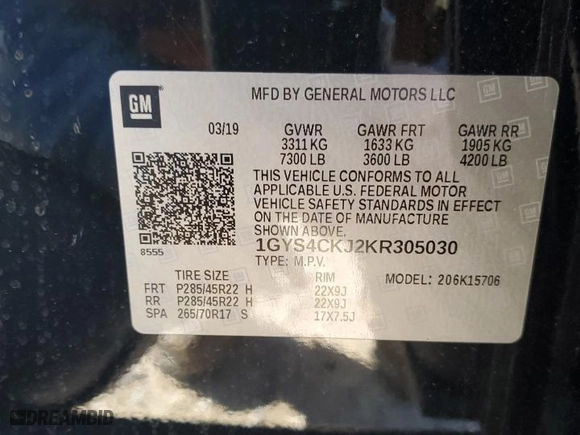 GM
MFD BY GENERAL MOTORS LLC
03/19 GVWR GAWR FRT GAWR RR
3311 KG 1633 KG 1905 KG
7300 LB 3600 LB 4200 LB
THIS VEHICLE CONFORMS TO ALL
APPLICABLE U.S. FEDERAL MOTOR
VEHICLE SAFETY STANDARDS IN EFFECT
ON THE DATE OF MANUFACTURE
SHOWN ABOVE.
8555
1GYS4CKJ2KR305030
TYPE: M.P.V. MODEL: 206K15706
TIRE SIZE RIM
FRT P285/45R22 H 22X9J
RR P285/45R22 H 22X9J
SPA 265/70R17 S 17X7.5J
DREAMBID